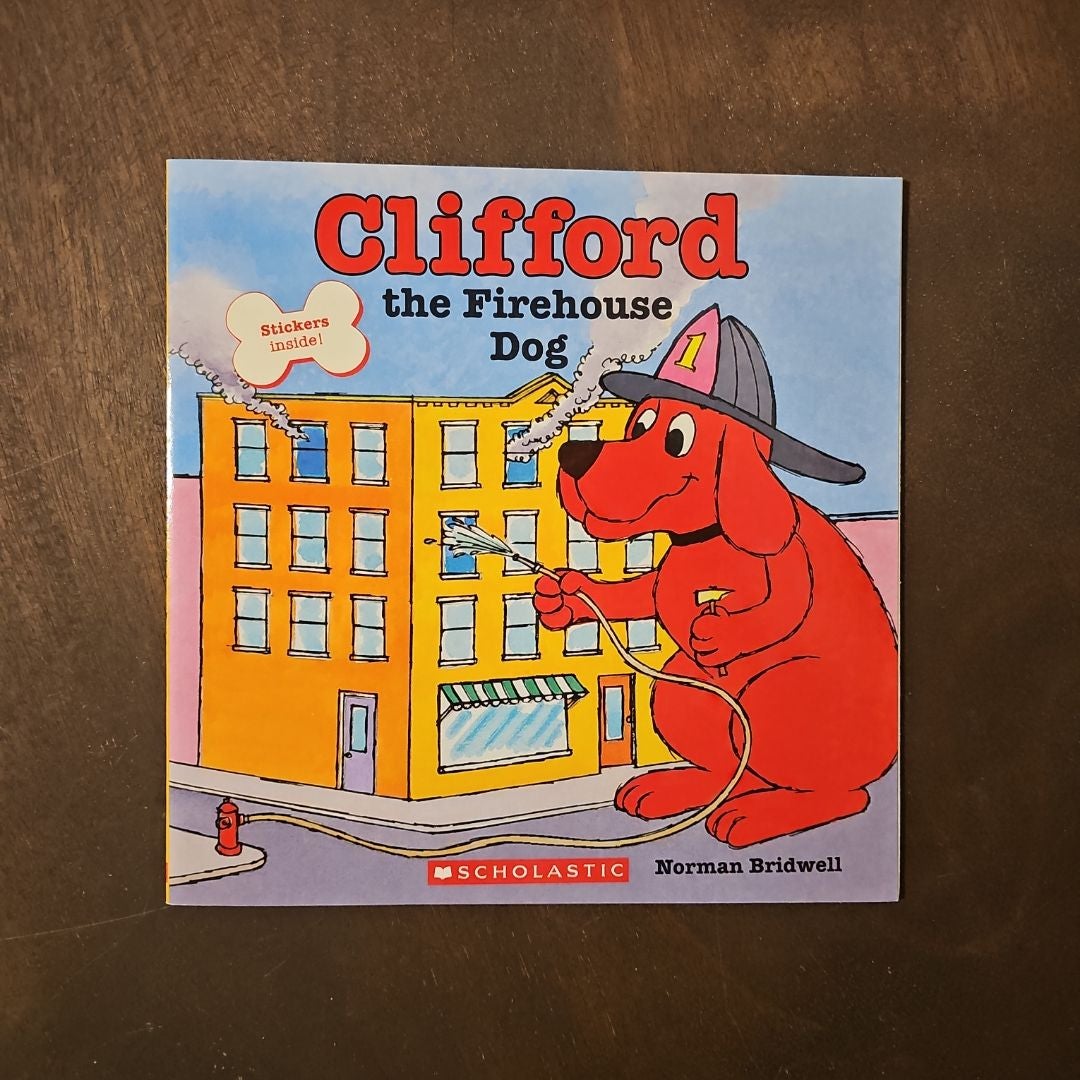 Clifford
the Firehouse
Dog
Stickers
inside!
1
SCHOLASTIC
Norman Bridwell